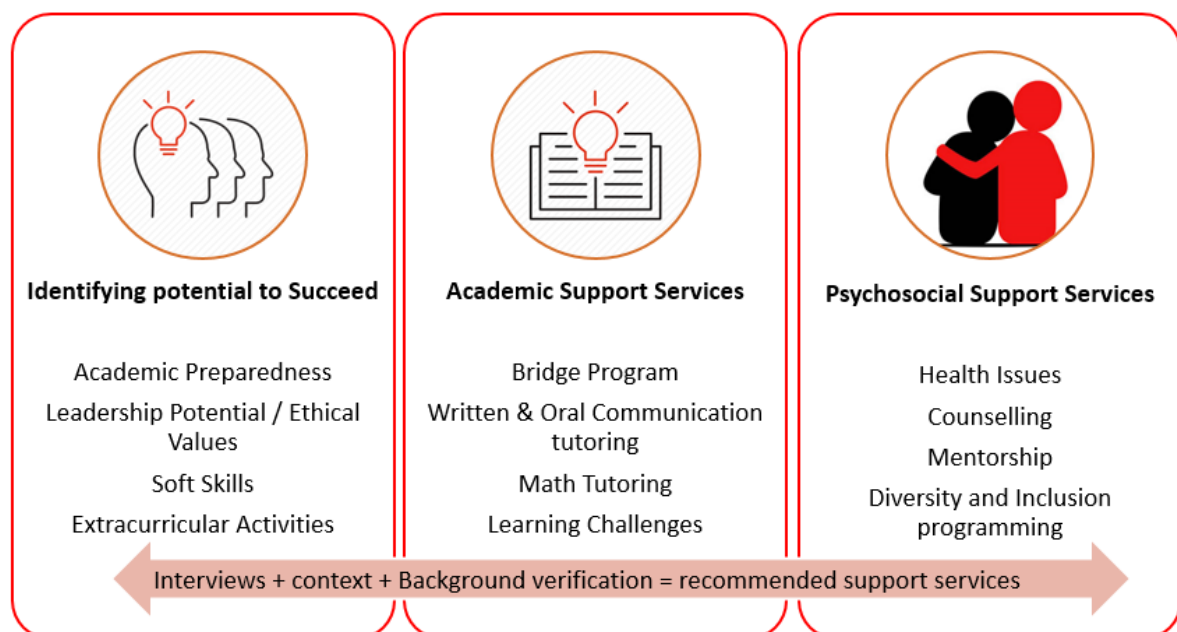 Identifying potential to Succeed
Academic Preparedness
Leadership Potential / Ethical
Values
Soft Skills
Extracurricular Activities
Academic Support Services
Bridge Program
Written & Oral Communication
tutoring
Math Tutoring
Learning Challenges
Psychosocial Support Services
Health Issues
Counselling
Mentorship
Diversity and Inclusion
programming
Interviews + context + Background verification = recommended support services